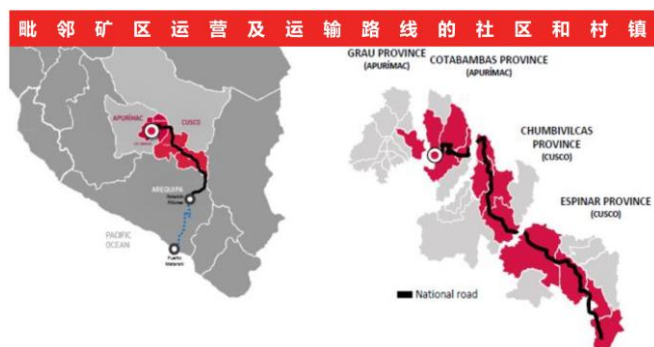 毗邻矿区运营及运输路线的社区和村镇
APURÍMAC
CUSCO
AREQUIPA
PACIFIC
OCEAN
GRAU PROVINCE
(APURÍMAC)
COTABAMBAS PROVINCE
(APURÍMAC)
CHUMBIVILCAS
PROVINCE
(CUSCO)
ESPINAR PROVINCE
(CUSCO)
National road